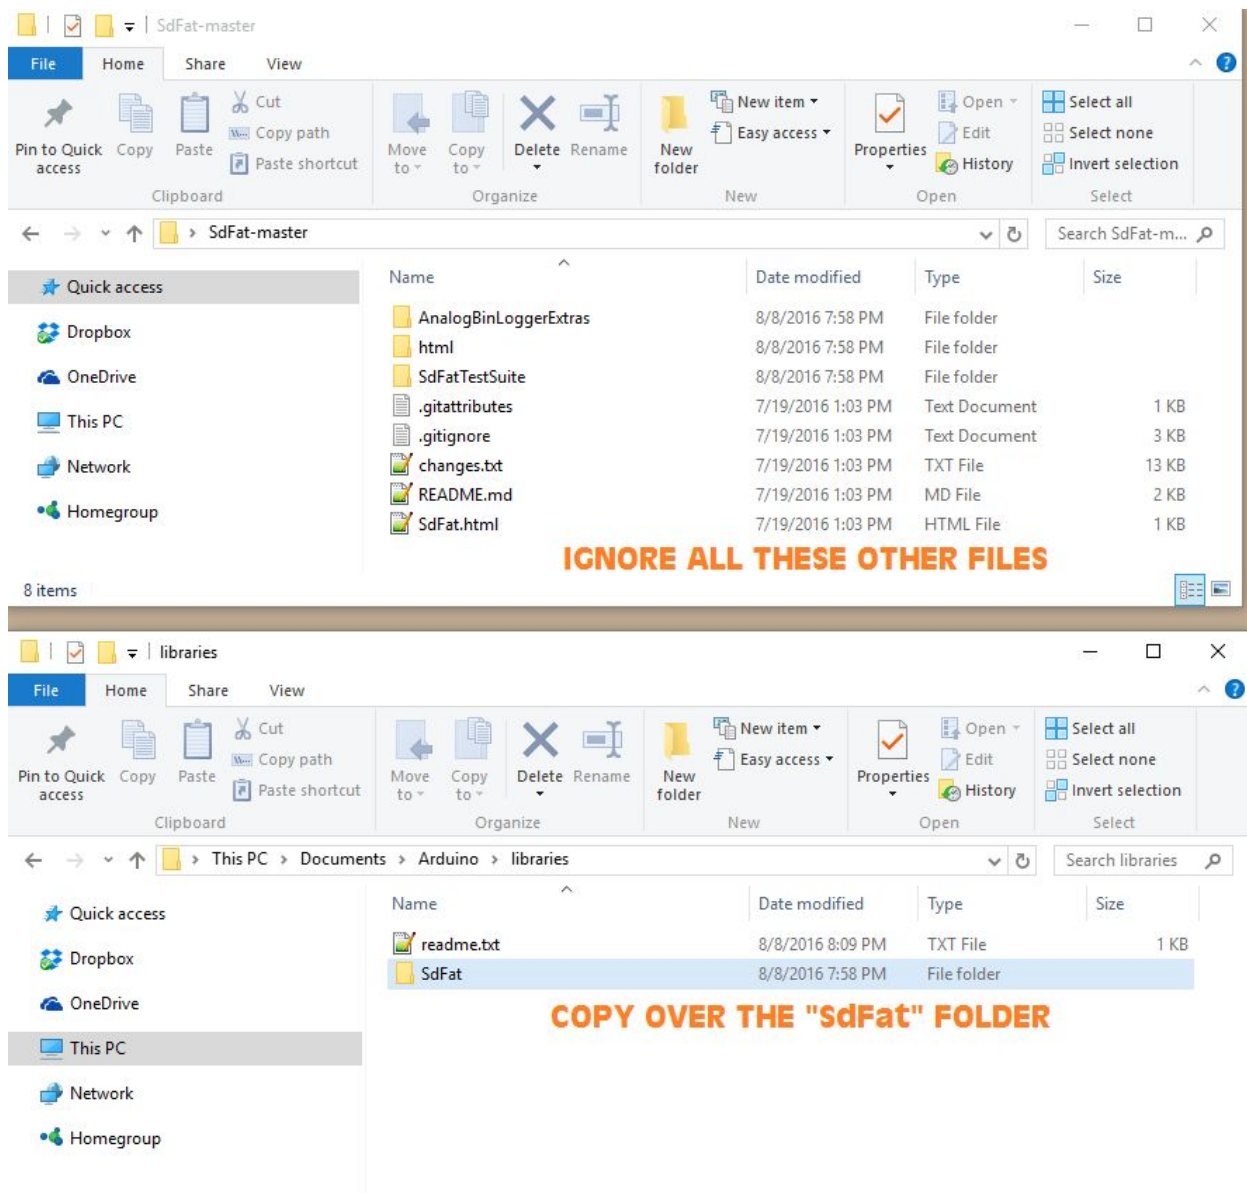 SdFat-master
File Home Share View
Pin to Quick access Copy Paste Cut Copy path Paste shortcut Move to Copy to Delete Rename New folder New item Easy access Properties Open Edit History Select all Select none Invert selection
Clipboard Organize New Open Select
SdFat-master Search SdFat-m...
Name Date modified Type Size
Quick access
Dropbox
OneDrive
This PC
Network
Homegroup
AnalogBinLoggerExtras 8/8/2016 7:58 PM File folder
html 8/8/2016 7:58 PM File folder
SdFatTestSuite 8/8/2016 7:58 PM File folder
.gitattributes 7/19/2016 1:03 PM Text Document 1 KB
.gitignore 7/19/2016 1:03 PM Text Document 3 KB
changes.txt 7/19/2016 1:03 PM TXT File 13 KB
README.md 7/19/2016 1:03 PM MD File 2 KB
SdFat.html 7/19/2016 1:03 PM HTML File 1 KB
IGNORE ALL THESE OTHER FILES
8 items
libraries
File Home Share View
Pin to Quick access Copy Paste Cut Copy path Paste shortcut Move to Copy to Delete Rename New folder New item Easy access Properties Open Edit History Select all Select none Invert selection
Clipboard Organize New Open Select
This PC > Documents > Arduino > libraries Search libraries
Name Date modified Type Size
Quick access
Dropbox
OneDrive
This PC
Network
Homegroup
readme.txt 8/8/2016 8:09 PM TXT File 1 KB
SdFat 8/8/2016 7:58 PM File folder
COPY OVER THE "SdFat" FOLDER